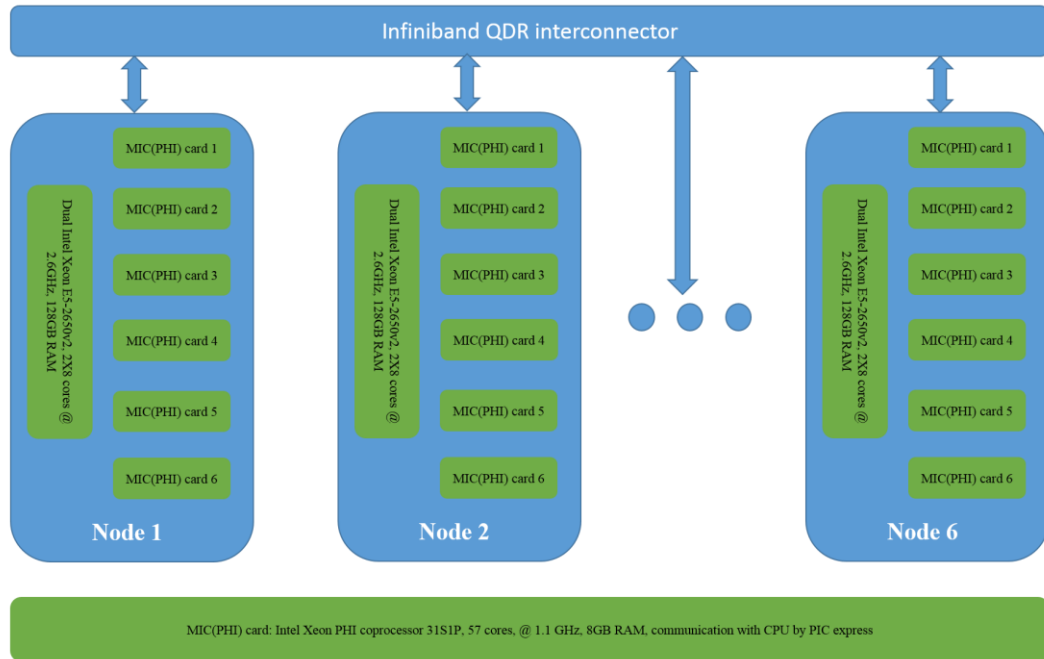 Infiniband QDR interconnector
MIC(PHI) card 1
MIC(PHI) card 2
MIC(PHI) card 3
MIC(PHI) card 4
MIC(PHI) card 5
MIC(PHI) card 6
Dual Intel Xeon E5-2650v2, 2X8 cores @
2.6GHz, 128GB RAM
Node 1
MIC(PHI) card 1
MIC(PHI) card 2
MIC(PHI) card 3
MIC(PHI) card 4
MIC(PHI) card 5
MIC(PHI) card 6
Dual Intel Xeon E5-2650v2, 2X8 cores @
2.6GHz, 128GB RAM
Node 2
MIC(PHI) card 1
MIC(PHI) card 2
MIC(PHI) card 3
MIC(PHI) card 4
MIC(PHI) card 5
MIC(PHI) card 6
Dual Intel Xeon E5-2650v2, 2X8 cores @
2.6GHz, 128GB RAM
Node 6
MIC(PHI) card: Intel Xeon PHI coprocessor 31S1P, 57 cores, @ 1.1 GHz, 8GB RAM, communication with CPU by PIC express